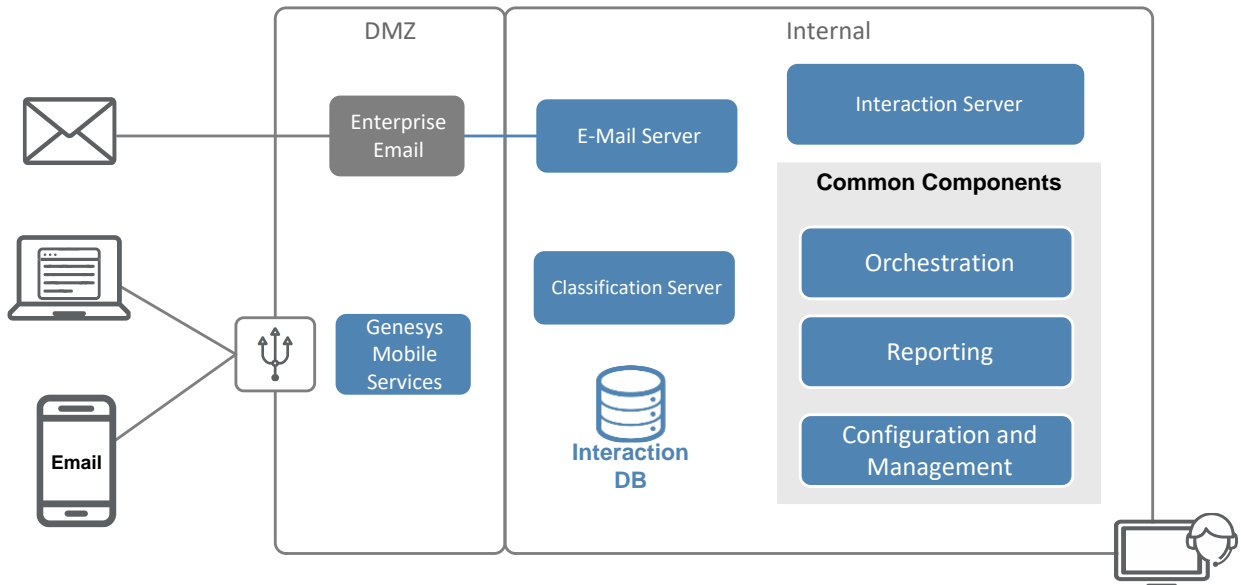 DMZ
Internal
Enterprise
Email
E-Mail Server
Interaction Server
Common Components
Classification Server
Orchestration
Genesys
Mobile
Services
Reporting
Interaction
DB
Configuration and
Management
Email